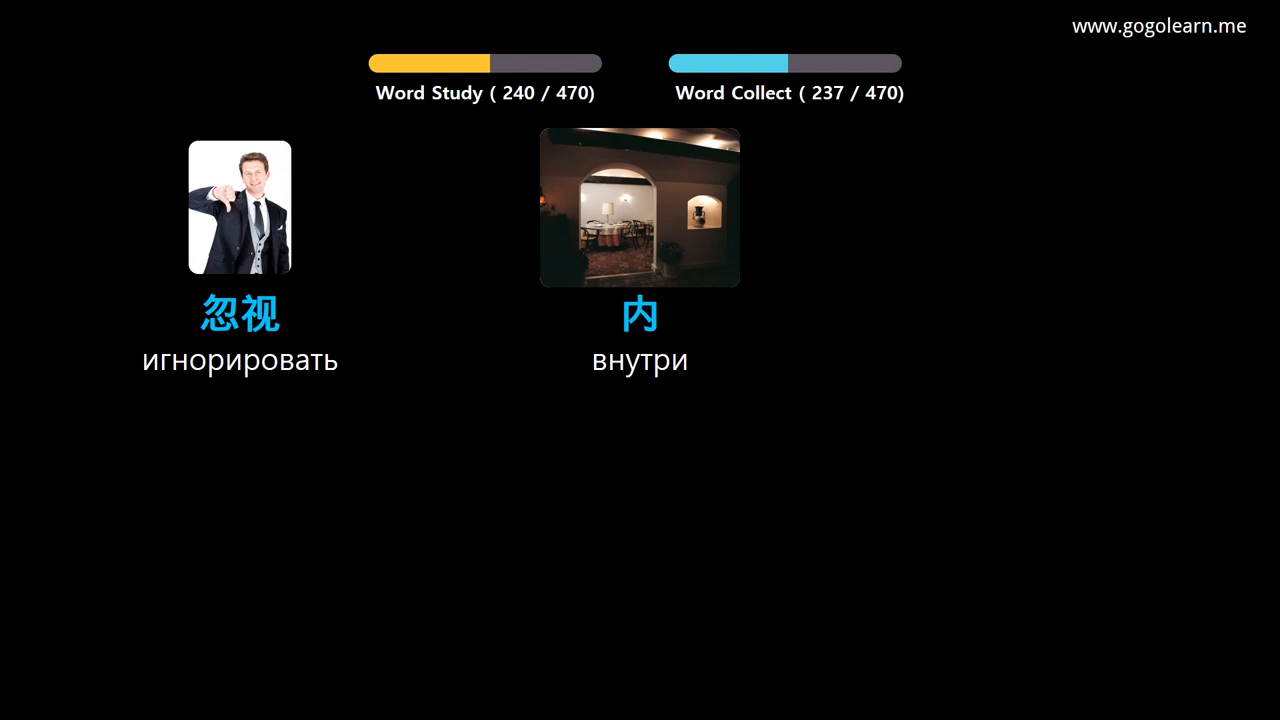 www.gogolearn.me
Word Study ( 240 / 470)
Word Collect ( 237 / 470)
忽视
игнорировать
内
внутри